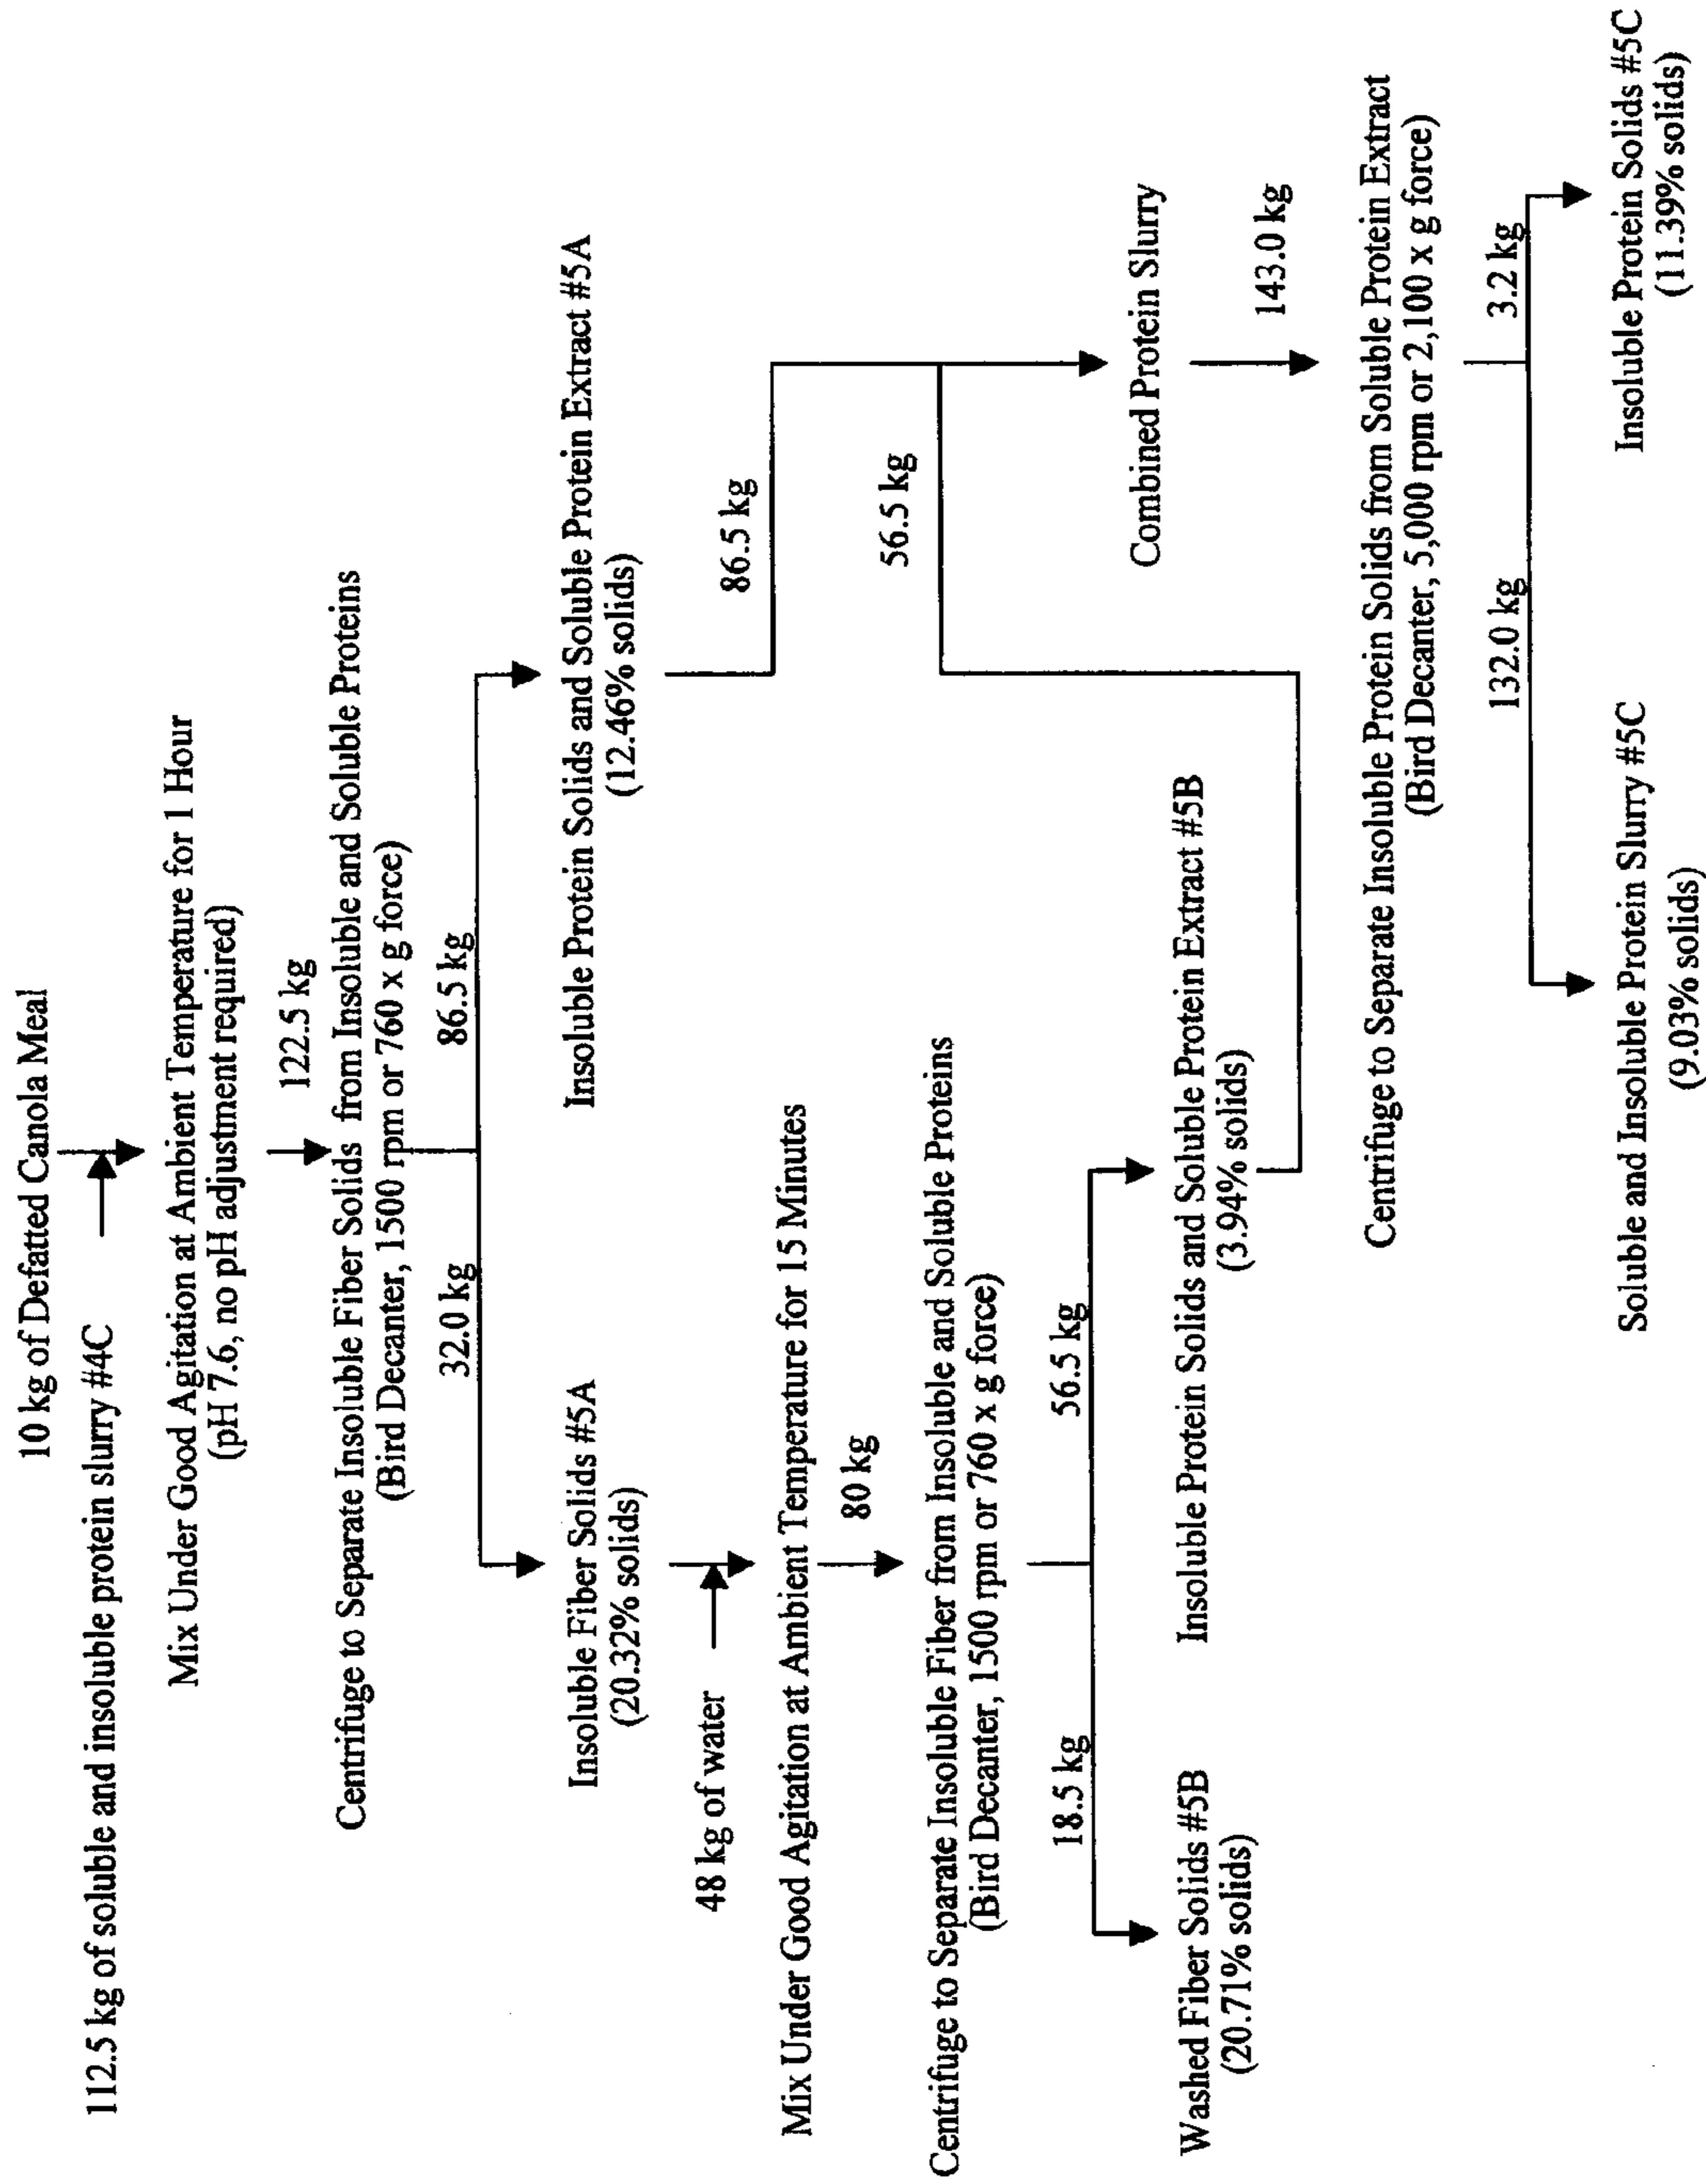 10 kg of Defatted Canola Meal
112.5 kg of soluble and insoluble protein slurry #4C
Mix Under Good Agitation at Ambient Temperature for 1 Hour
(pH 7.6, no pH adjustment required)
122.5 kg
Centrifuge to Separate Insoluble Fiber Solids from Insoluble and Soluble Proteins
(Bird Decanter, 1500 rpm or 760 x g force)
32.0 kg
86.5 kg
Insoluble Fiber Solids #5A
(20.32% solids)
Insoluble Protein Solids and Soluble Protein Extract #5A
(12.46% solids)
48 kg of water
86.5 kg
Mix Under Good Agitation at Ambient Temperature for 15 Minutes
80 kg
56.5 kg
Centrifuge to Separate Insoluble Fiber from Insoluble and Soluble Proteins
(Bird Decanter, 1500 rpm or 760 x g force)
18.5 kg
56.5 kg
Combined Protein Slurry
Washed Fiber Solids #5B
(20.71% solids)
Insoluble Protein Solids and Soluble Protein Extract #5B
(3.94% solids)
143.0 kg
Centrifuge to Separate Insoluble Protein Solids from Soluble Protein Extract
(Bird Decanter, 5,000 rpm or 2,100 x g force)
132.0 kg
3.2 kg
Soluble and Insoluble Protein Slurry #5C
(9.03% solids)
Insoluble Protein Solids #5C
(11.39% solids)